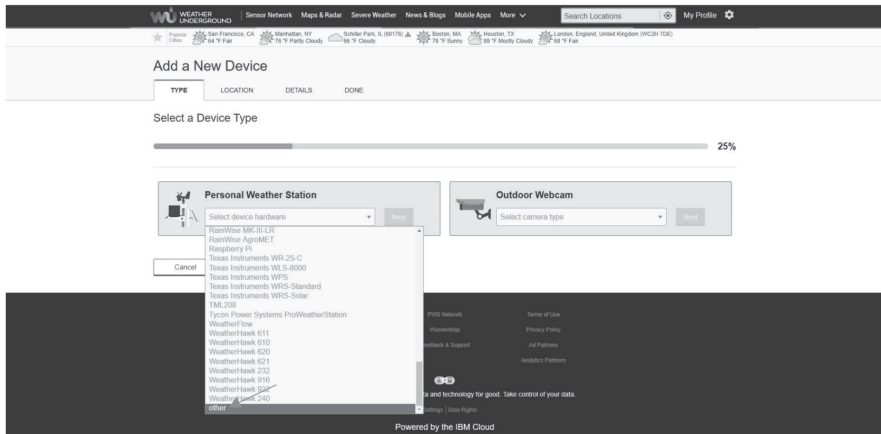 WEATHER UNDERGROUND
Sensor Network Maps & Radar Severe Weather News & Blogs Mobile Apps More
Search Locations
My Profile
Popular Cities
San Francisco, CA 64 °F Fair
Manhattan, NY 76 °F Partly Cloudy
Schiller Park, IL (60176) 86 °F Cloudy
Boston, MA 79 °F Sunny
Houston, TX 89 °F Mostly Cloudy
London, England, United Kingdom (WC2H 7DE) 68 °F Fair
Add a New Device
TYPE LOCATION DETAILS DONE
Select a Device Type
25%
Personal Weather Station
Select device hardware
Next
Outdoor Webcam
Select camera type
Next
RainWise MK-III-LR
RainWise AgroMET
Raspberry Pi
Texas Instruments WR-25-C
Texas Instruments WLS-8000
Texas Instruments WPS
Texas Instruments WRS-Standard
Texas Instruments WRS-Solar
TML208
Tycon Power Systems ProWeatherStation
WeatherFlow
WeatherHawk 611
WeatherHawk 610
WeatherHawk 620
WeatherHawk 621
WeatherHawk 232
WeatherHawk 916
WeatherHawk 922
WeatherHawk 240
other
Cancel
PWS Network
WunderMap
Feedback & Support
Terms of Use
Privacy Policy
Ad Partners
Analytics Partners
and technology for good. Take control of your data.
Settings | Data Rights
Powered by the IBM Cloud